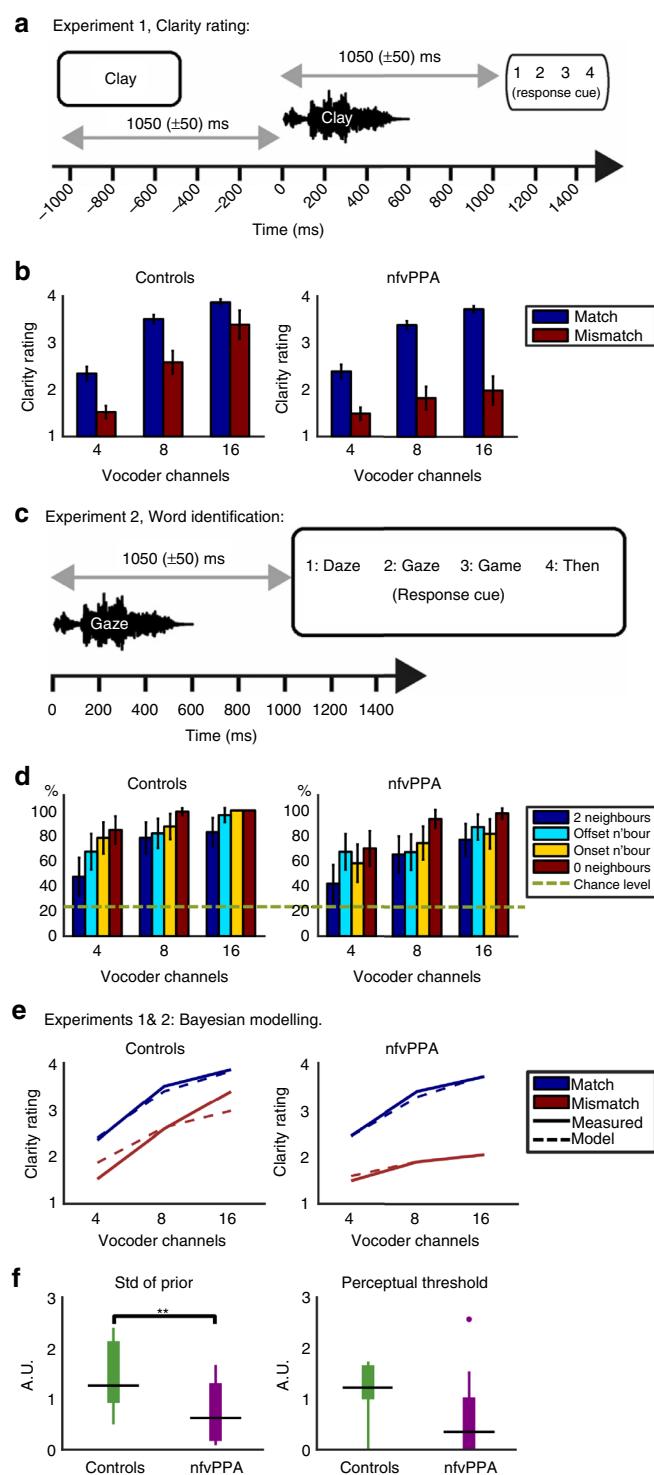 a Experiment 1, Clarity rating:
1050 (±50) ms
Clay
1 2 3 4
(response cue)
Clay
1050 (±50) ms
–1000 –800 –600 –400 –200 0 200 400 600 800 1000 1200 1400
Time (ms)
b
Controls
nfvPPA
4
3
2
1
Clarity rating
4 8 16
Vocoder channels
4
3
2
1
Clarity rating
4 8 16
Vocoder channels
Match
Mismatch
c Experiment 2, Word identification:
1050 (±50) ms
1: Daze 2: Gaze 3: Game 4: Then
(Response cue)
Gaze
0 200 400 600 800 1000 1200 1400
Time (ms)
d
Controls
nfvPPA
%
100
80
60
40
20
0
4 8 16
Vocoder channels
%
100
80
60
40
20
0
4 8 16
Vocoder channels
2 neighbours
Offset n'bour
Onset n'bour
0 neighbours
Chance level
e Experiments 1& 2: Bayesian modelling.
Controls
nfvPPA
4
3
2
1
Clarity rating
4 8 16
Vocoder channels
4
3
2
1
Clarity rating
4 8 16
Vocoder channels
Match
Mismatch
Measured
Model
f
Std of prior
Perceptual threshold
3
2
1
0
A.U.
**
Controls nfvPPA
3
2
1
0
A.U.
Controls nfvPPA